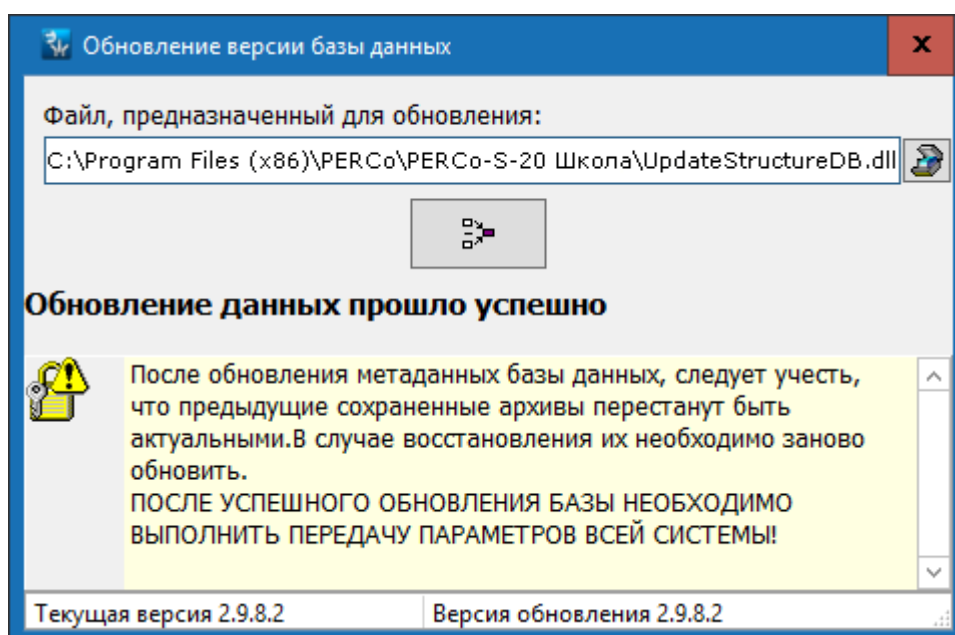 Обновление версии базы данных
Файл, предназначенный для обновления:
C:\Program Files (x86)\PERCo\PERCo-S-20 Школа\UpdateStructureDB.dll
Обновление данных прошло успешно
После обновления метаданных базы данных, следует учесть,
что предыдущие сохраненные архивы перестанут быть
актуальными.В случае восстановления их необходимо заново
обновить.
ПОСЛЕ УСПЕШНОГО ОБНОВЛЕНИЯ БАЗЫ НЕОБХОДИМО
ВЫПОЛНИТЬ ПЕРЕДАЧУ ПАРАМЕТРОВ ВСЕЙ СИСТЕМЫ!
Текущая версия 2.9.8.2 Версия обновления 2.9.8.2